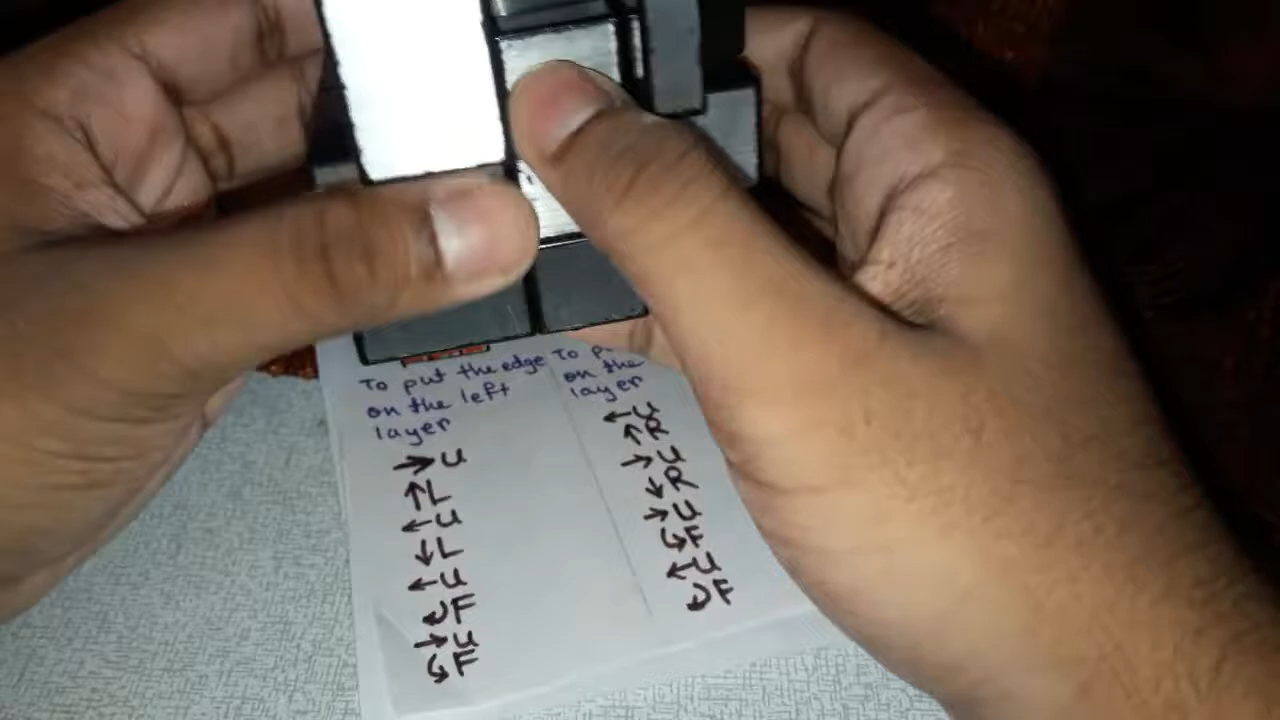 To put the edge
on the left
layer
→ U
↑ L
← U
↓ L
← U
⤸ F
→ U
⤹ F
To
on the
layer
← U
↑ R
→ U
↓ R
→ U
⤹ F
← U
⤸ F